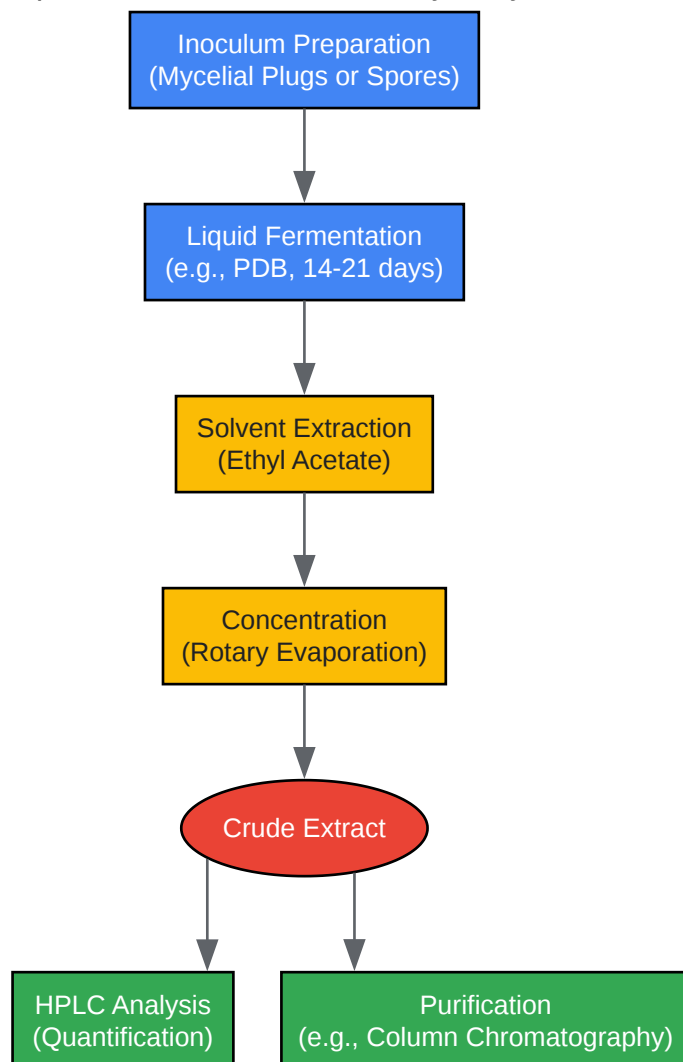 Inoculum Preparation
(Mycelial Plugs or Spores)
Liquid Fermentation
(e.g., PDB, 14-21 days)
Solvent Extraction
(Ethyl Acetate)
Concentration
(Rotary Evaporation)
Crude Extract
HPLC Analysis
(Quantification)
Purification
(e.g., Column Chromatography)